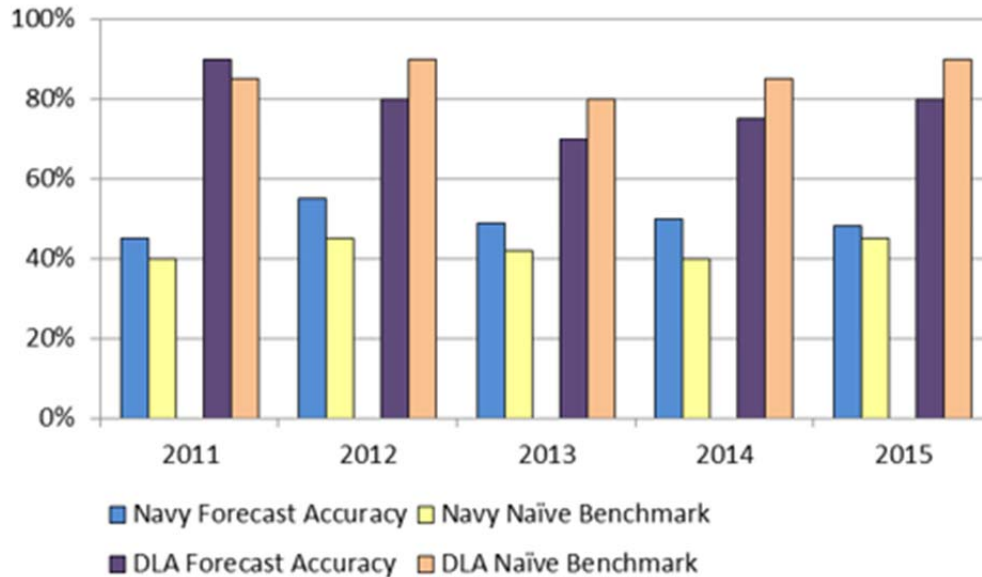 100%
80%
60%
40%
20%
0%
2011 2012 2013 2014 2015
Navy Forecast Accuracy Navy Naïve Benchmark
DLA Forecast Accuracy DLA Naïve Benchmark